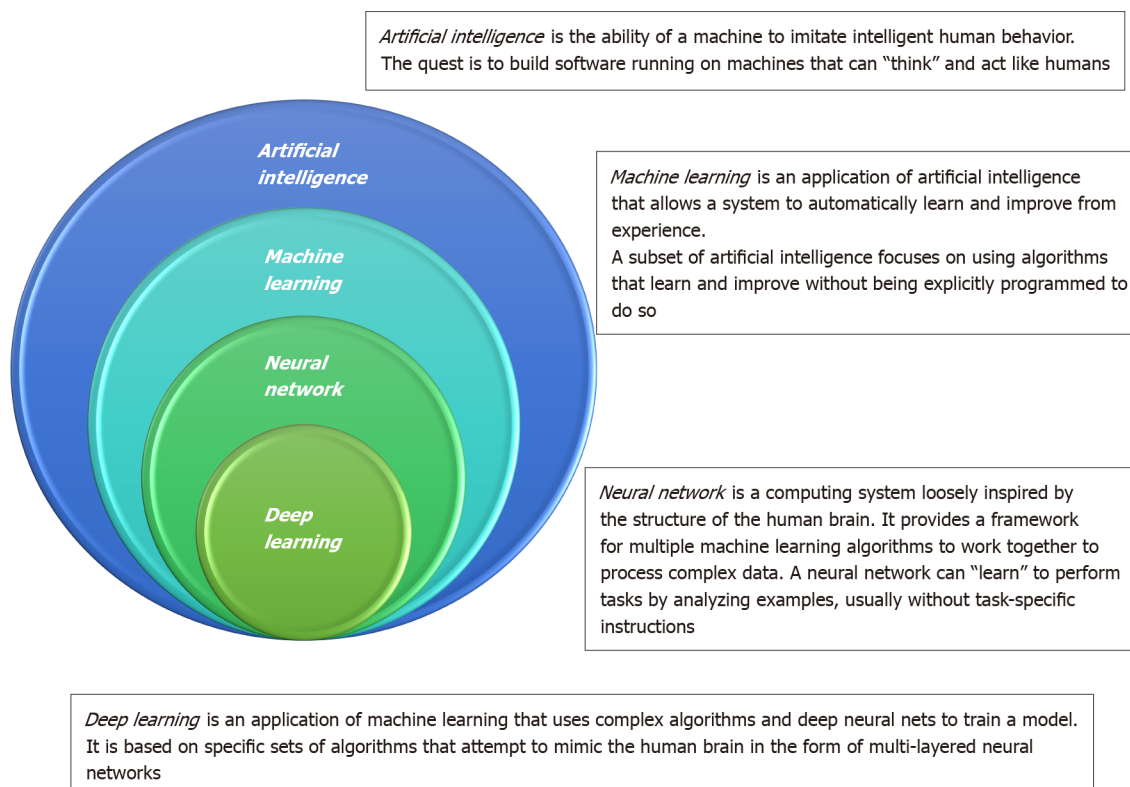 Artificial intelligence is the ability of a machine to imitate intelligent human behavior.
The quest is to build software running on machines that can “think” and act like humans
Artificial
intelligence
Machine learning is an application of artificial intelligence
that allows a system to automatically learn and improve from
experience.
A subset of artificial intelligence focuses on using algorithms
that learn and improve without being explicitly programmed to
do so
Machine
learning
Neural
network
Neural network is a computing system loosely inspired by
the structure of the human brain. It provides a framework
for multiple machine learning algorithms to work together to
process complex data. A neural network can “learn” to perform
tasks by analyzing examples, usually without task-specific
instructions
Deep
learning
Deep learning is an application of machine learning that uses complex algorithms and deep neural nets to train a model.
It is based on specific sets of algorithms that attempt to mimic the human brain in the form of multi-layered neural
networks